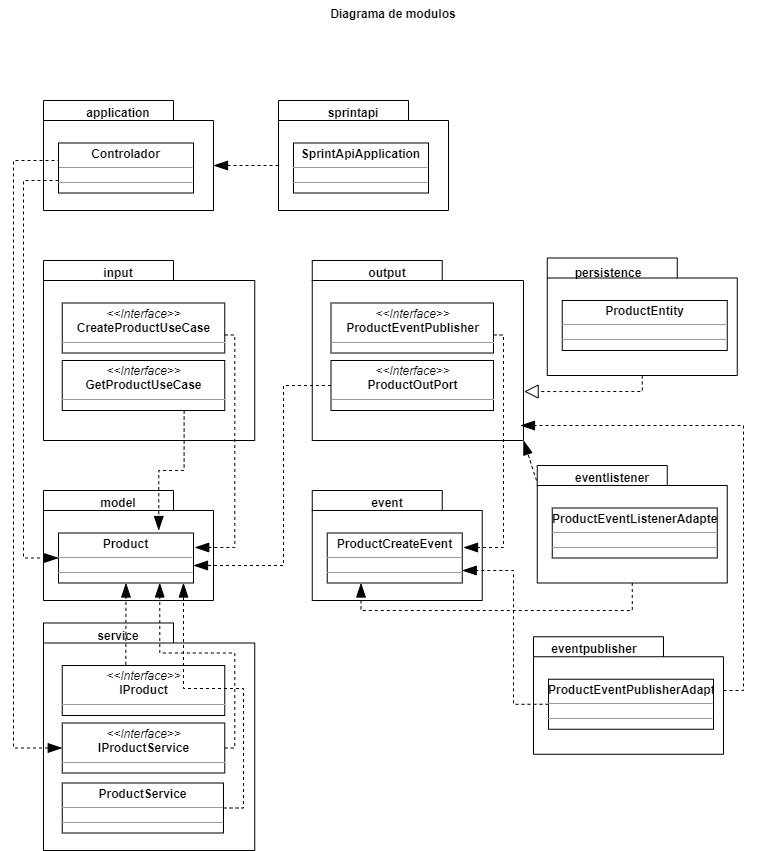 Diagrama de modulos
application
Controlador
sprintapi
SprintApiApplication
input
<<Interface>>
CreateProductUseCase
<<Interface>>
GetProductUseCase
output
<<Interface>>
ProductEventPublisher
<<Interface>>
ProductOutPort
persistence
ProductEntity
model
Product
event
ProductCreateEvent
eventlistener
ProductEventListenerAdapte
service
<<Interface>>
IProduct
<<Interface>>
IProductService
ProductService
eventpublisher
ProductEventPublisherAdapt